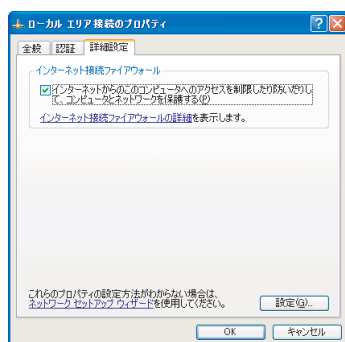 ローカル エリア接続のプロパティ
全般 認証 詳細設定
インターネット接続ファイアウォール
インターネットからのこのコンピュータへのアクセスを制限したり防いだりし
て、コンピュータとネットワークを保護する(P)
インターネット接続ファイアウォールの詳細を表示します。
これらのプロパティの設定方法がわからない場合は、
ネットワーク セットアップ ウィザードを使用してください。
設定(G)...
OK キャンセル